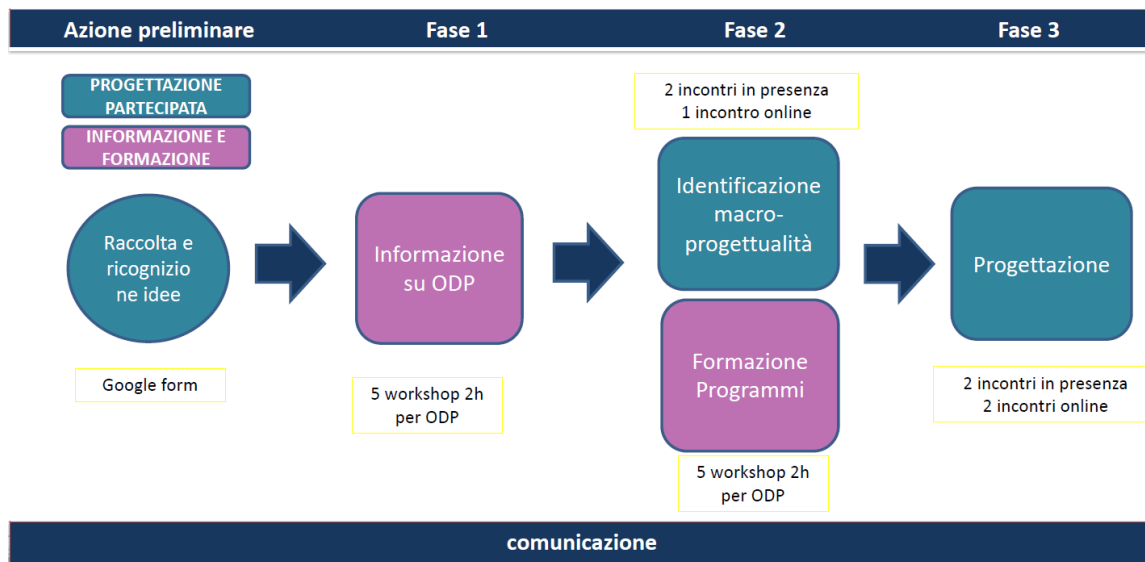 Azione preliminare
Fase 1
Fase 2
Fase 3
PROGETTAZIONE
PARTECIPATA
INFORMAZIONE E
FORMAZIONE
Raccolta e
ricognizio
ne idee
Google form
Informazione
su ODP
5 workshop 2h
per ODP
2 incontri in presenza
1 incontro online
Identificazione
macro-
progettualità
Formazione
Programmi
5 workshop 2h
per ODP
Progettazione
2 incontri in presenza
2 incontri online
comunicazione